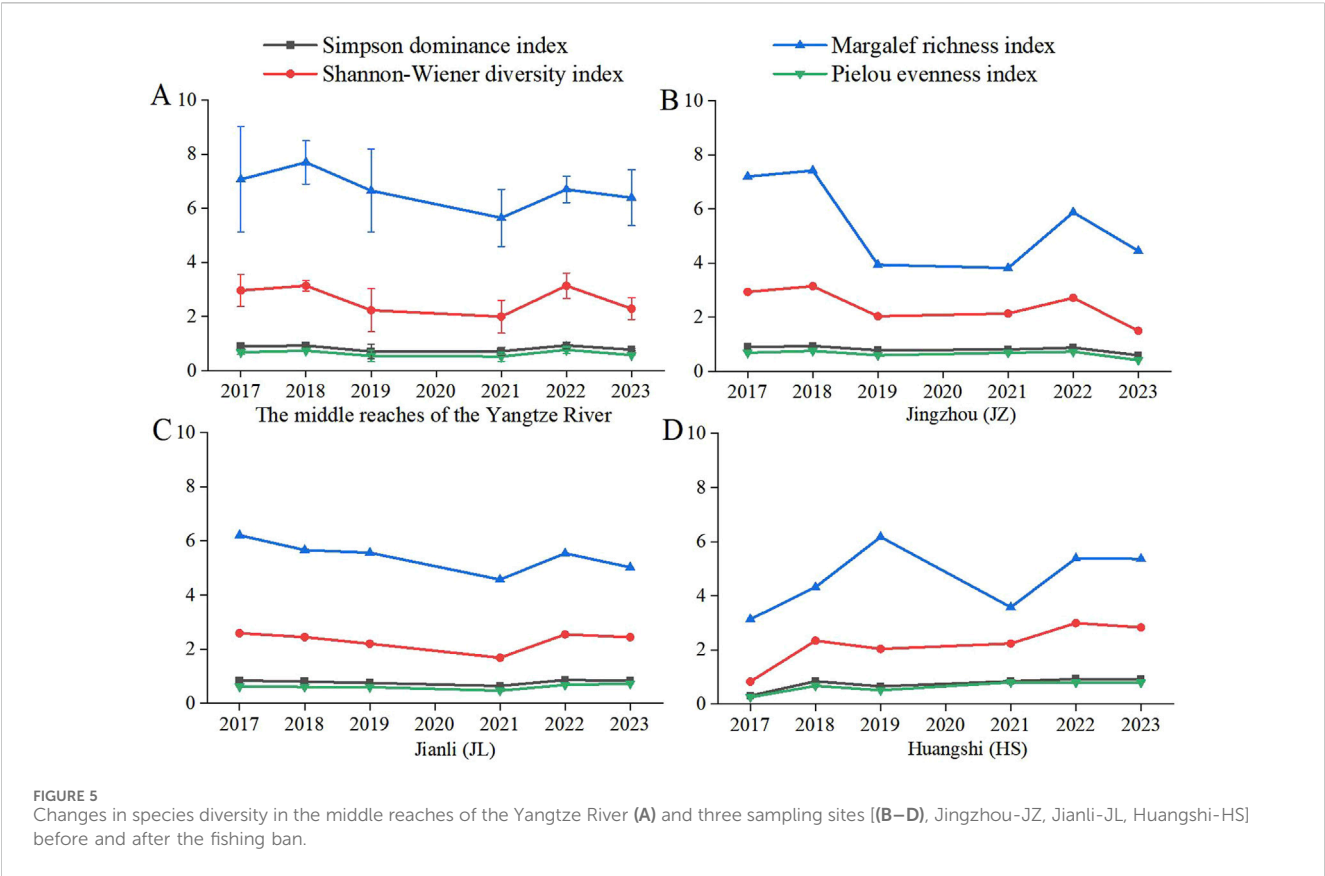 Simpson dominance index
Shannon-Wiener diversity index
Margalef richness index
Pielou evenness index
A
10
8
6
4
2
0
2017 2018 2019 2020 2021 2022 2023
The middle reaches of the Yangtze River
B
10
8
6
4
2
0
2017 2018 2019 2020 2021 2022 2023
Jingzhou (JZ)
C
10
8
6
4
2
0
2017 2018 2019 2020 2021 2022 2023
Jianli (JL)
D
10
8
6
4
2
0
2017 2018 2019 2020 2021 2022 2023
Huangshi (HS)
FIGURE 5
Changes in species diversity in the middle reaches of the Yangtze River (A) and three sampling sites [(B–D), Jingzhou-JZ, Jianli-JL, Huangshi-HS]
before and after the fishing ban.